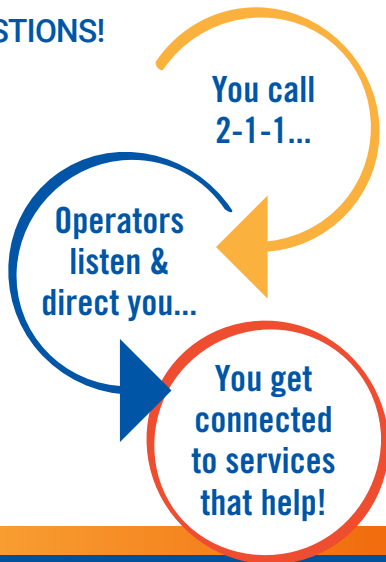 STIONS!
You call
2-1-1...
Operators
listen &
direct you...
You get
connected
to services
that help!